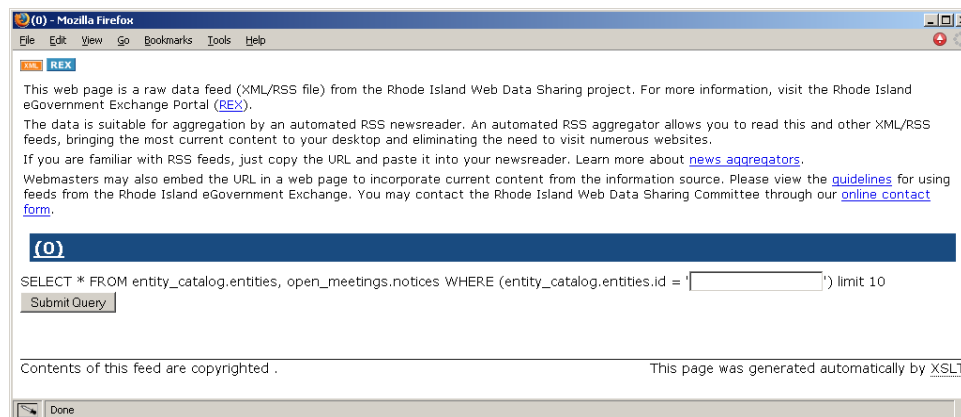 (0) - Mozilla Firefox
File Edit View Go Bookmarks Tools Help
XML REX
This web page is a raw data feed (XML/RSS file) from the Rhode Island Web Data Sharing project. For more information, visit the Rhode Island
eGovernment Exchange Portal (REX).
The data is suitable for aggregation by an automated RSS newsreader. An automated RSS aggregator allows you to read this and other XML/RSS
feeds, bringing the most current content to your desktop and eliminating the need to visit numerous websites.
If you are familiar with RSS feeds, just copy the URL and paste it into your newsreader. Learn more about news aggregators.
Webmasters may also embed the URL in a web page to incorporate current content from the information source. Please view the guidelines for using
feeds from the Rhode Island eGovernment Exchange. You may contact the Rhode Island Web Data Sharing Committee through our online contact
form.
(0)
SELECT * FROM entity_catalog.entities, open_meetings.notices WHERE (entity_catalog.entities.id = '') limit 10
Submit Query
Contents of this feed are copyrighted . This page was generated automatically by XSLT
Done